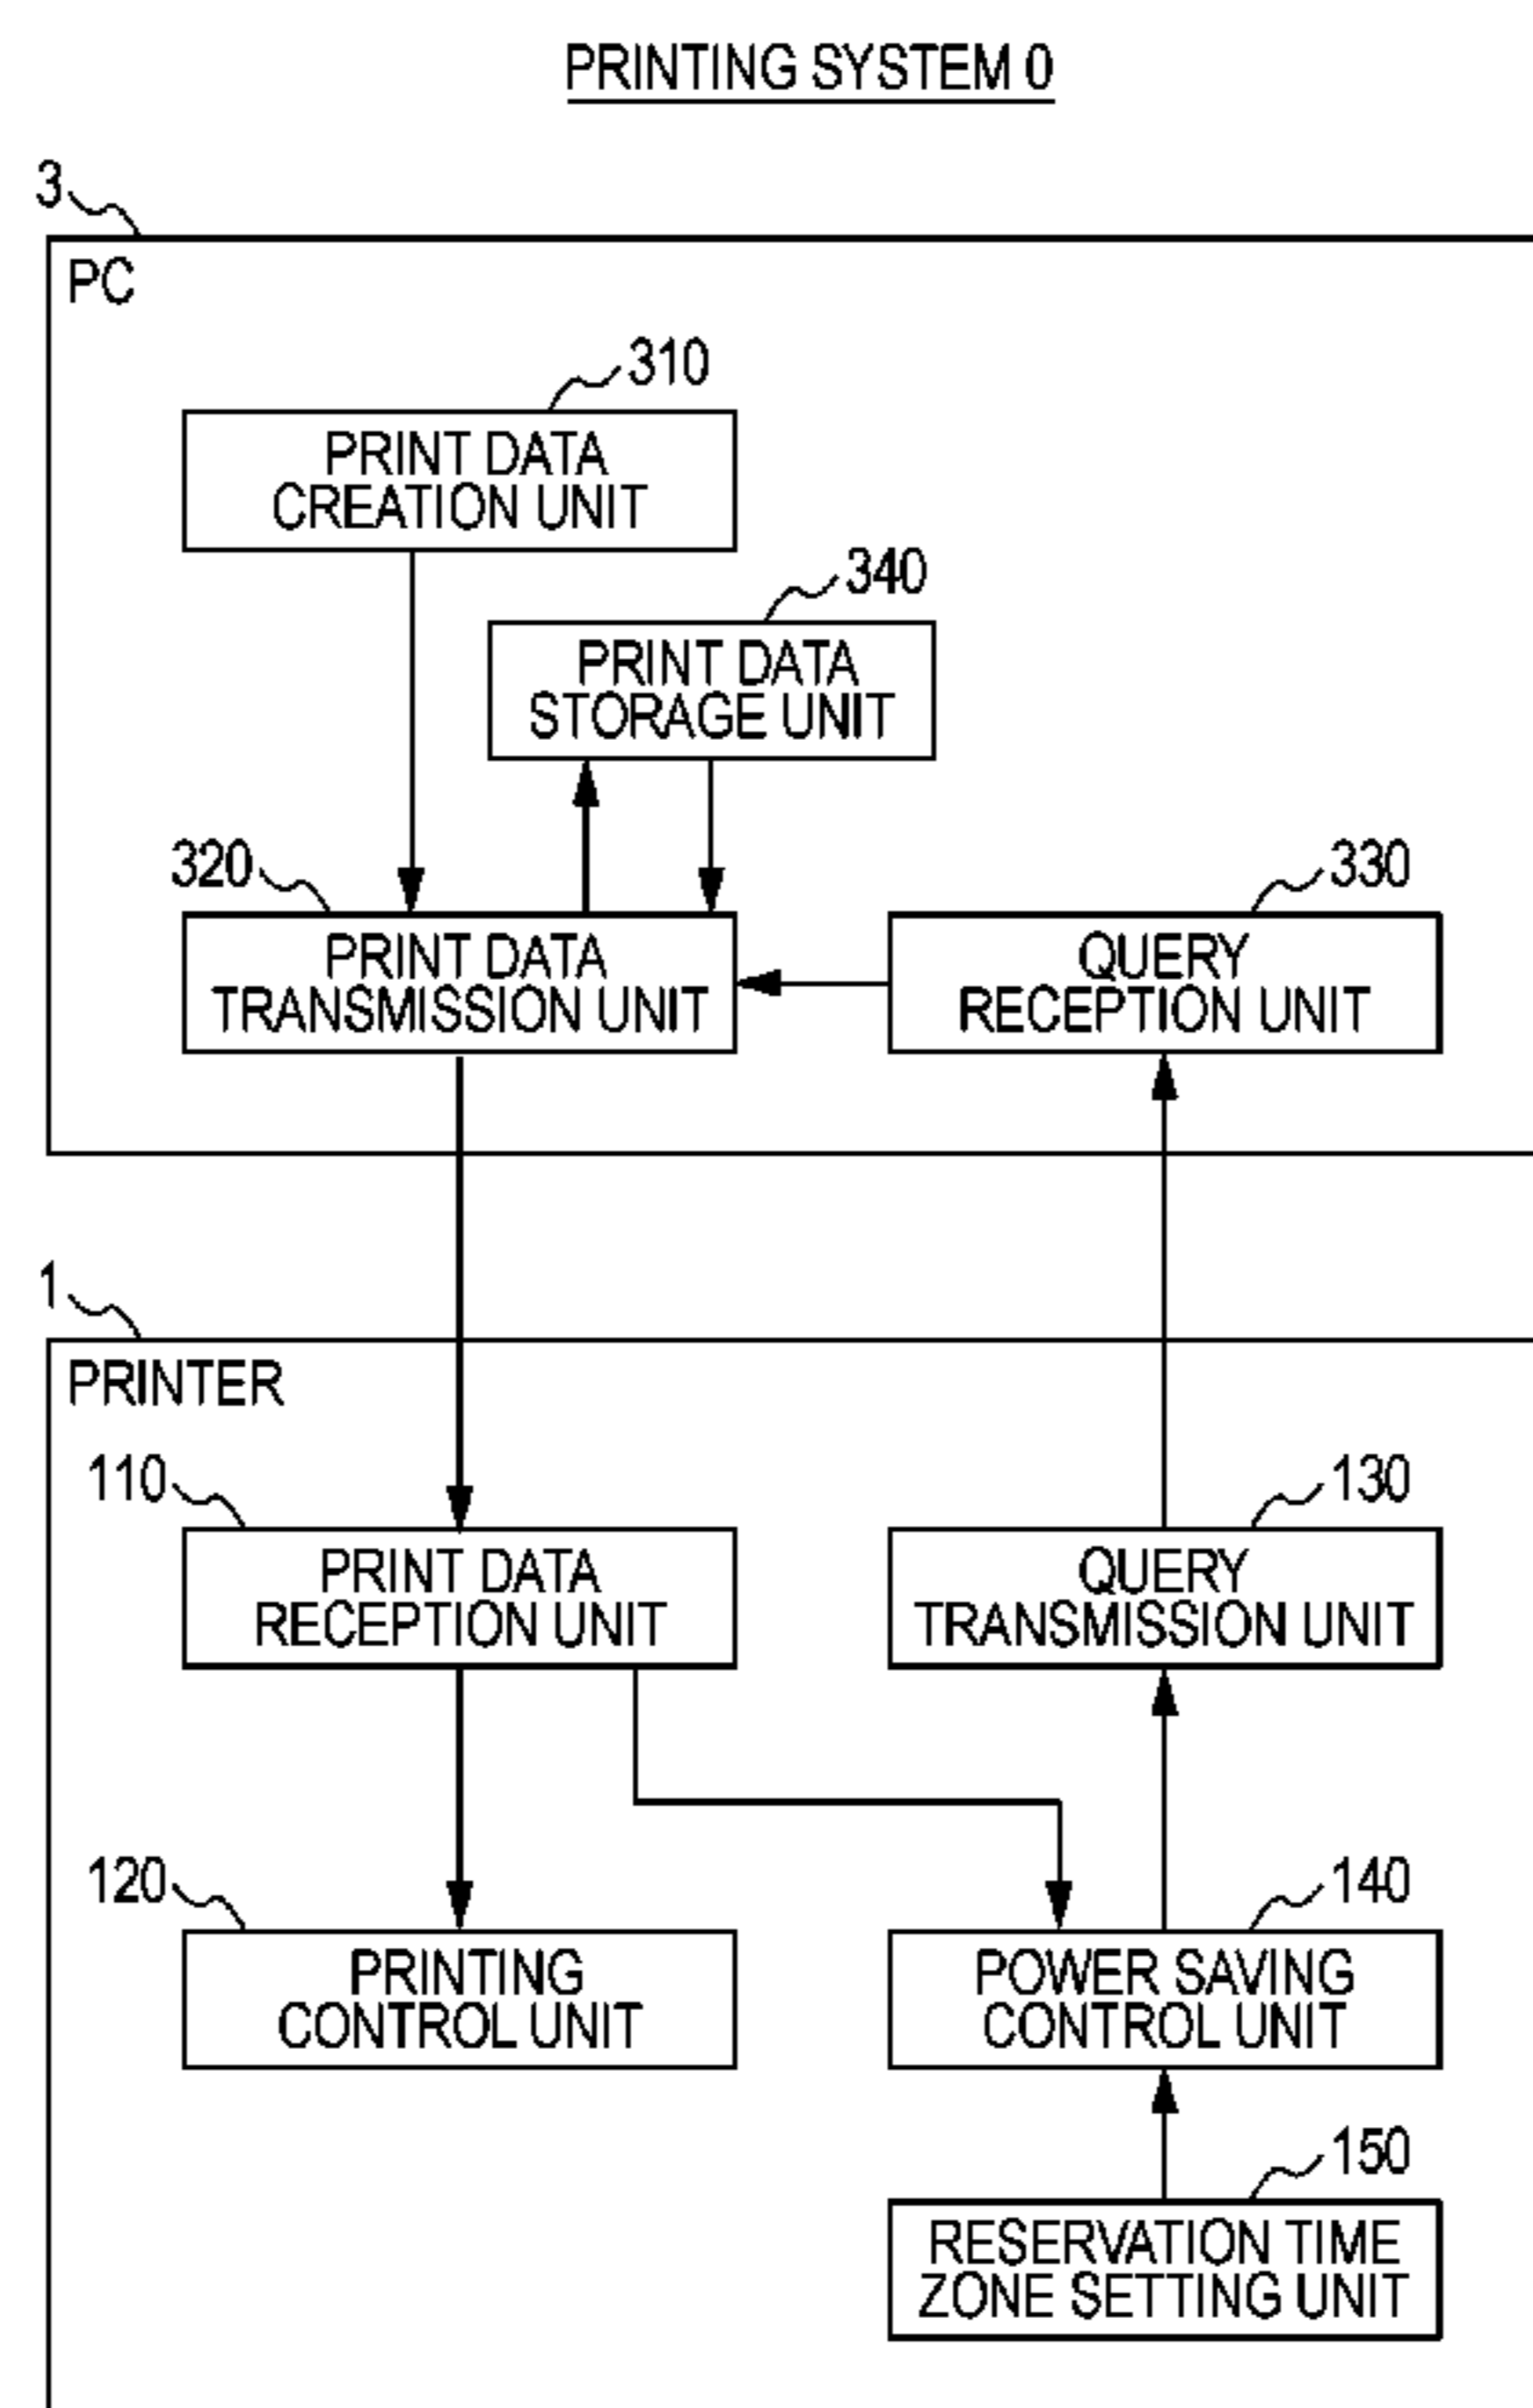 PRINTING SYSTEM 0
3
PC
310
PRINT DATA
CREATION UNIT
340
PRINT DATA
STORAGE UNIT
320
330
PRINT DATA
TRANSMISSION UNIT
QUERY
RECEPTION UNIT
1
PRINTER
110
130
PRINT DATA
RECEPTION UNIT
QUERY
TRANSMISSION UNIT
120
140
PRINTING
CONTROL UNIT
POWER SAVING
CONTROL UNIT
150
RESERVATION TIME
ZONE SETTING UNIT